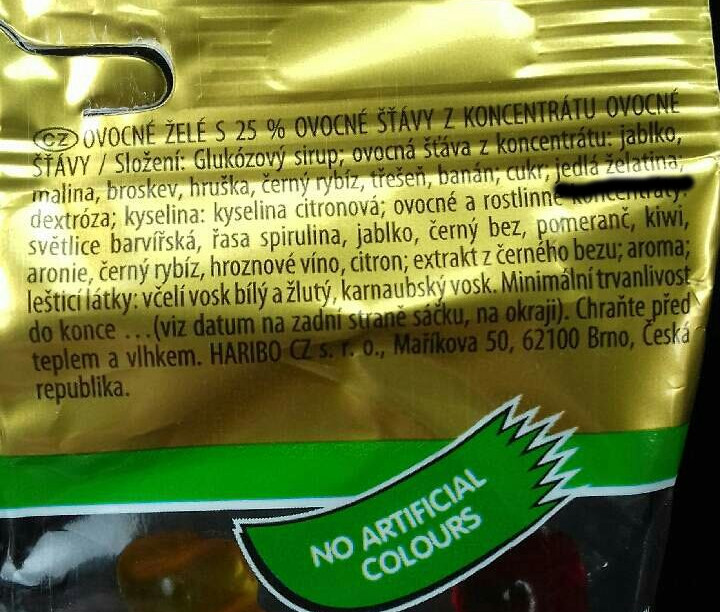 CZ OVOCNÉ ŽELÉ S 25 % OVOCNÉ ŠŤÁVY Z KONCENTRÁTU OVOCNÉ
ŠŤÁVY / Složení: Glukózový sirup; ovocná šťáva z koncentrátu: jablko,
malina, broskev, hruška, černý rybíz, třešeň, banán; cukr; jedlá želatina;
dextróza; kyselina: kyselina citronová; ovocné a rostlinné koncentráty:
světlice barvířská, řasa spirulina, jablko, černý bez, pomeranč, kiwi,
aronie, černý rybíz, hroznové víno, citron; extrakt z černého bezu; aroma;
lešticí látky: včelí vosk bílý a žlutý, karnaubský vosk. Minimální trvanlivost
do konce ...(viz datum na zadní straně sáčku, na okraji). Chraňte před
teplem a vlhkem. HARIBO CZ s. r. o., Maříkova 50, 62100 Brno, Česká
republika.
NO ARTIFICIAL
COLOURS